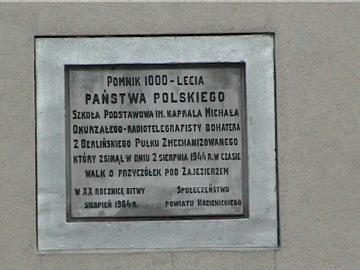 POMNIK 1000-LECIA
PAŃSTWA POLSKIEGO
SZKOŁA PODSTAWOWA IM. KAPRALA MICHAŁA
OKURZAŁEGO-RADIOTELEGRAFISTY BOHATERA
2 BERLIŃSKIEGO PUŁKU ZMECHANIZOWANEGO
KTÓRY ZGINĄŁ W DNIU 2 SIERPNIA 1944 R. W CZASIE
WALK O PRZYCZÓŁEK POD ZAJEZIERZEM
W XX ROCZNICĘ BITWY SPOŁECZEŃSTWO
SIERPIEŃ 1964 R. POWIATU KOZIENICKIEGO